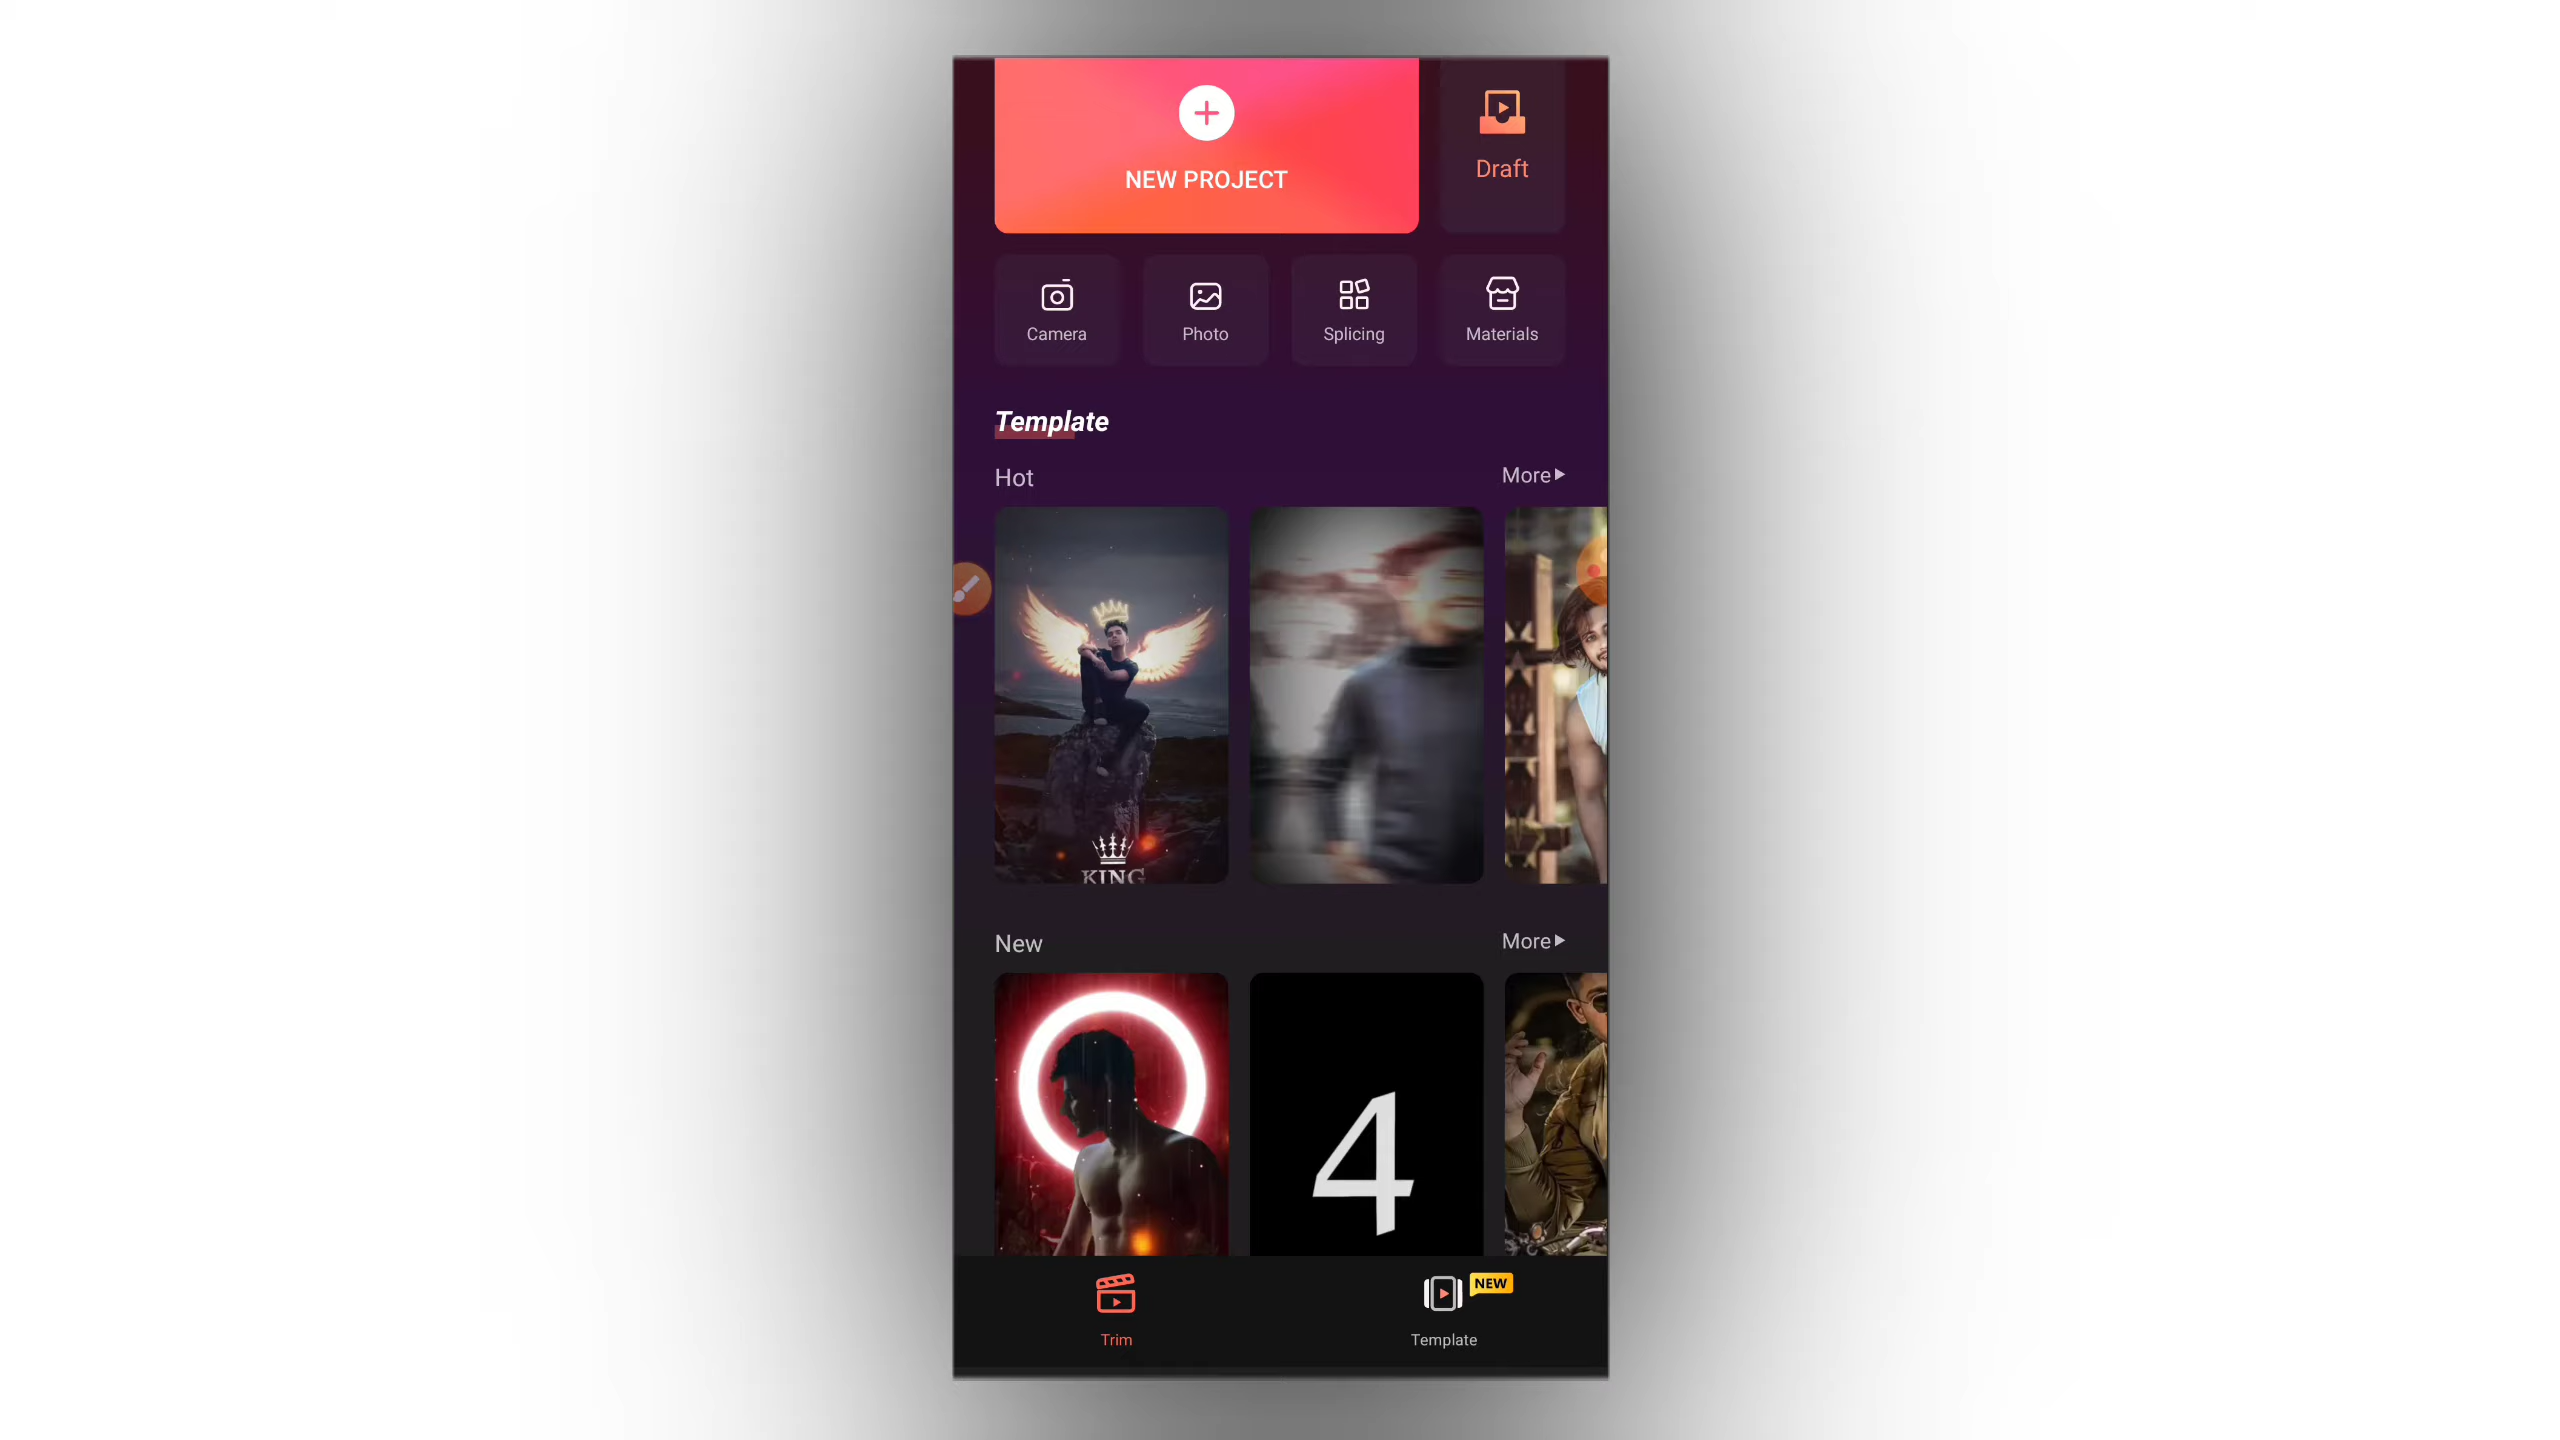 NEW PROJECT
Draft
Camera
Photo
Splicing
Materials
Template
Hot
More
KING
New
More
4
NEW
Trim
Template